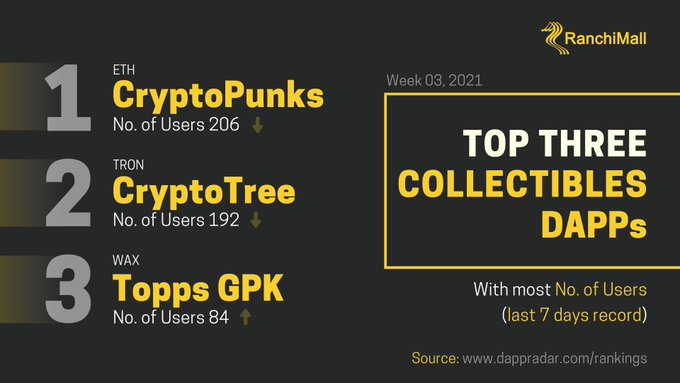 RanchiMall
1
ETH
CryptoPunks
No. of Users 206
2
TRON
CryptoTree
No. of Users 192
3
WAX
Topps GPK
No. of Users 84
Week 03, 2021
TOP THREE
COLLECTIBLES
DAPPs
With most No. of Users
(last 7 days record)
Source: www.dappradar.com/rankings